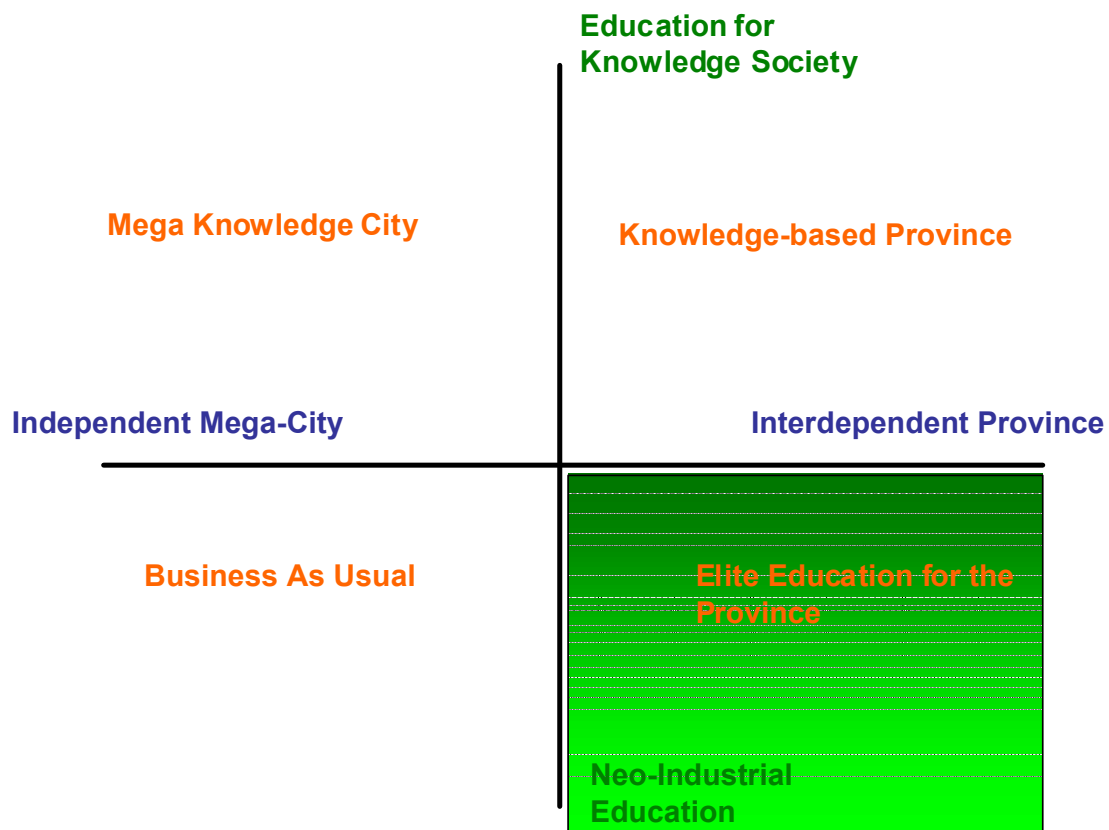 Education for
Knowledge Society
Mega Knowledge City
Knowledge-based Province
Independent Mega-City
Interdependent Province
Business As Usual
Elite Education for the
Province
Neo-Industrial
Education